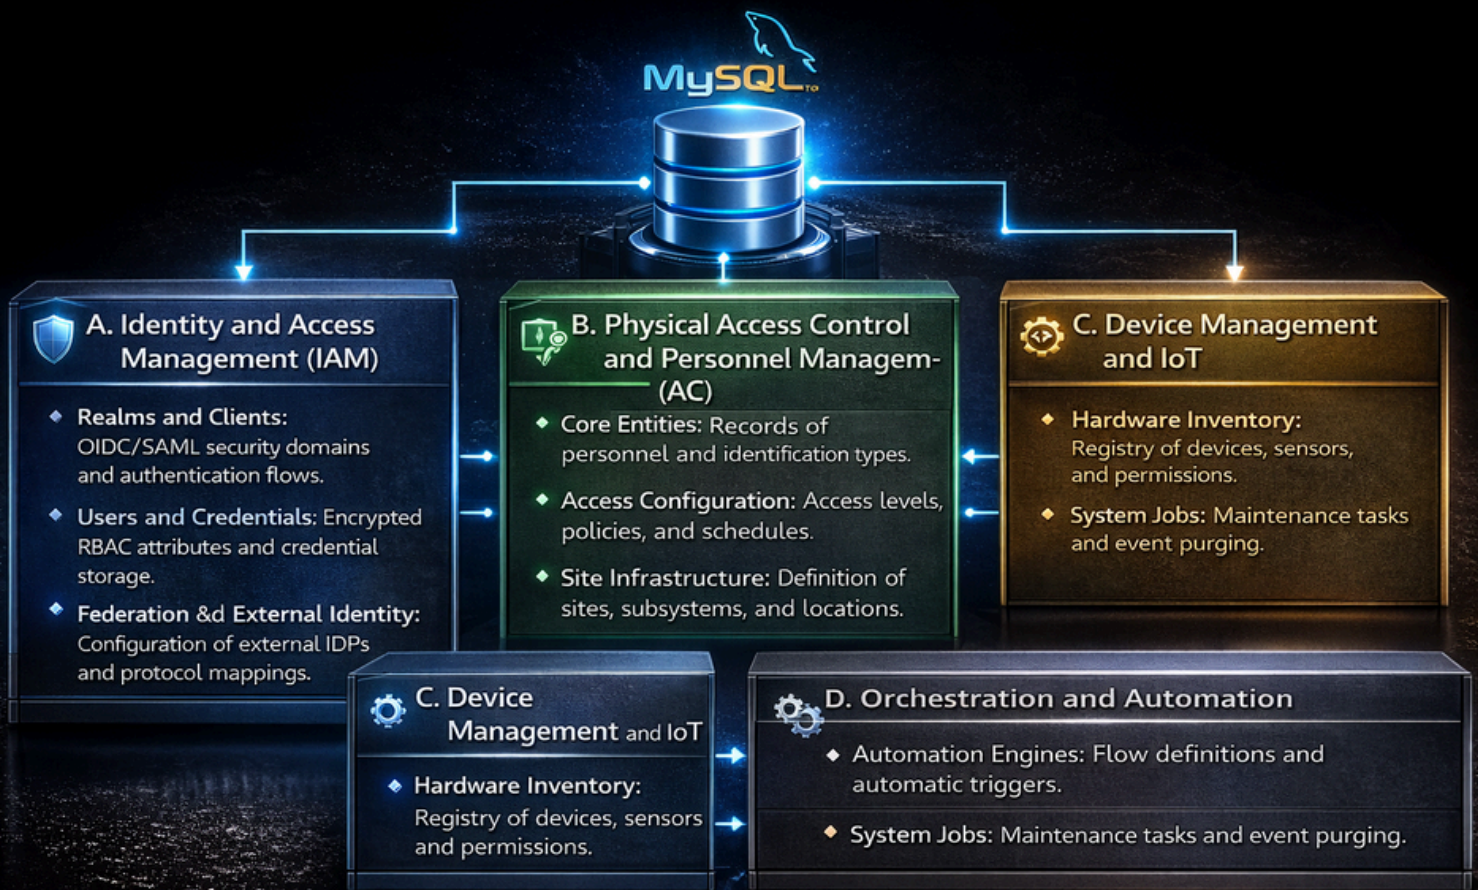 MySQL
A. Identity and Access
Management (IAM)
Realms and Clients:
OIDC/SAML security domains
and authentication flows.
Users and Credentials: Encrypted
RBAC attributes and credential
storage.
Federation &d External Identity:
Configuration of external IDPs
and protocol mappings.
B. Physical Access Control
and Personnel Managem-
(AC)
Core Entities: Records of
personnel and identification types.
Access Configuration: Access levels,
policies, and schedules.
Site Infrastructure: Definition of
sites, subsystems, and locations.
C. Device Management
and IoT
Hardware Inventory:
Registry of devices, sensors,
and permissions.
System Jobs: Maintenance tasks
and event purging.
C. Device
Management and IoT
Hardware Inventory:
Registry of devices, sensors
and permissions.
D. Orchestration and Automation
Automation Engines: Flow definitions and
automatic triggers.
System Jobs: Maintenance tasks and event purging.